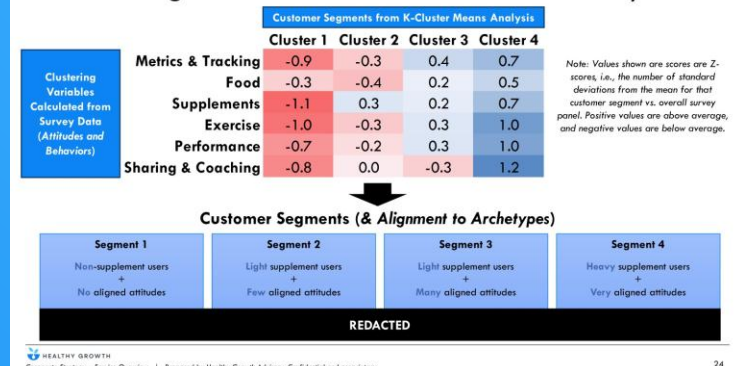 Customer Segments from K-Cluster Means Analysis
Cluster 1 Cluster 2 Cluster 3 Cluster 4
Clustering
Variables
Calculated from
Survey Data
(Attitudes and
Behaviors)
Metrics & Tracking -0.9 -0.3 0.4 0.7
Food -0.3 -0.4 0.2 0.5
Supplements -1.1 0.3 0.2 0.7
Exercise -1.0 -0.3 0.3 1.0
Performance -0.7 -0.2 0.3 1.0
Sharing & Coaching -0.8 0.0 -0.3 1.2
Note: Values shown are scores are Z-
scores, i.e., the number of standard
deviations from the mean for that
customer segment vs. overall survey
panel. Positive values are above average,
and negative values are below average.
Customer Segments (& Alignment to Archetypes)
Segment 1
Non-supplement users
+
No aligned attitudes
Segment 2
Light supplement users
+
Few aligned attitudes
Segment 3
Light supplement users
+
Many aligned attitudes
Segment 4
Heavy supplement users
+
Very aligned attitudes
REDACTED
HEALTHY GROWTH
24